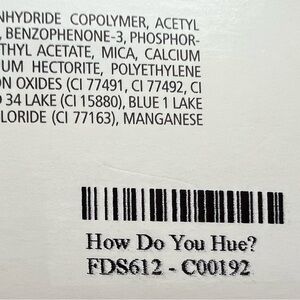 NHYDRIDE COPOLYMER, ACETYL
, BENZOPHENONE-3, PHOSPHOR-
THYL ACETATE, MICA, CALCIUM
UM HECTORITE, POLYETHYLENE
ON OXIDES (CI 77491, CI 77492, CI
D 34 LAKE (CI 15880), BLUE 1 LAKE
LORIDE (CI 77163), MANGANESE
How Do You Hue?
FDS612 - C00192